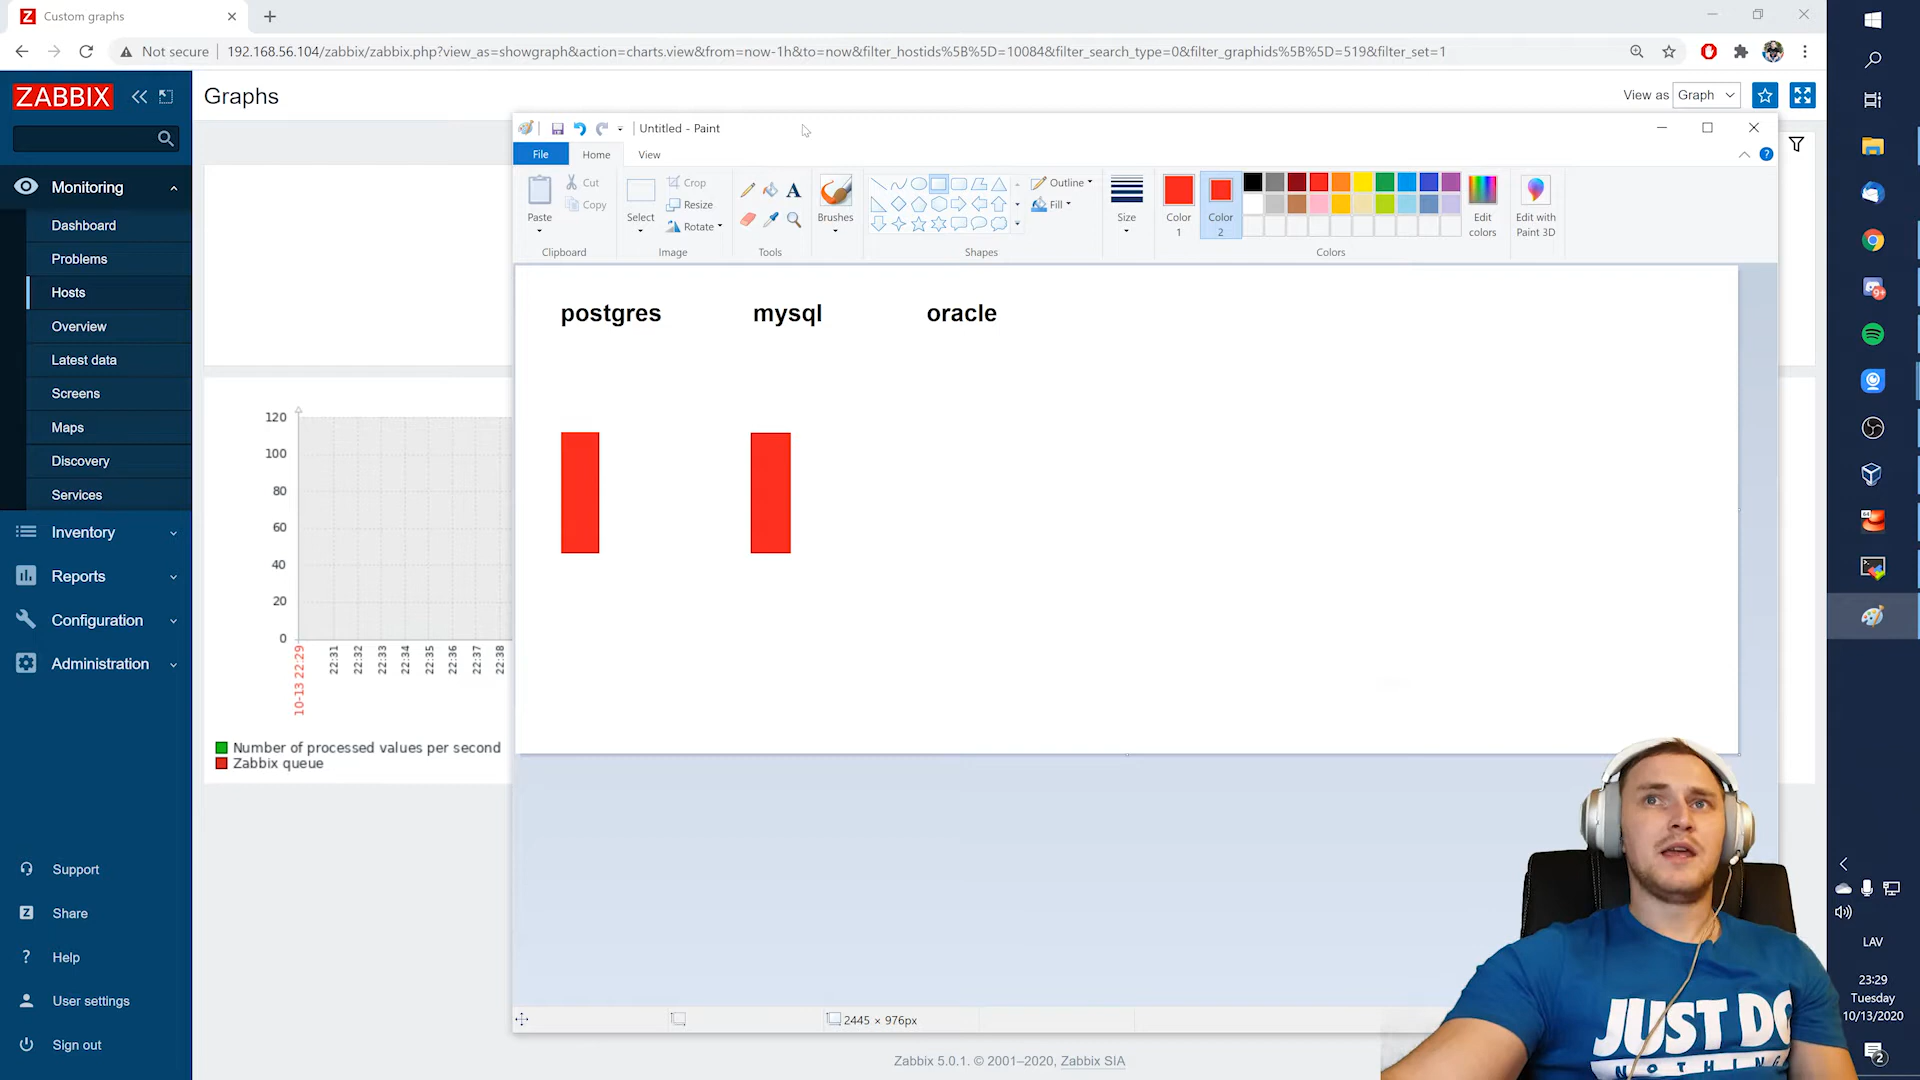 Custom graphs
Not secure
192.168.56.104/zabbix/zabbix.php?view_as=showgraph&action=charts.view&from=now-1h&to=now&filter_hostids%5B%5D=10084&filter_search_type=0&filter_graphids%5B%5D=519&filter_set=1
ZABBIX
Graphs
View as
Graph
Monitoring
Dashboard
Problems
Hosts
Overview
Latest data
Screens
Maps
Discovery
Services
Inventory
Reports
Configuration
Administration
Support
Share
Help
User settings
Sign out
Untitled - Paint
File
Home
View
Paste
Cut
Copy
Clipboard
Select
Crop
Resize
Rotate
Image
Tools
Brushes
Shapes
Outline
Fill
Size
Color 1
Color 2
Edit colors
Edit with Paint 3D
Colors
postgres
mysql
oracle
120
100
80
60
40
20
0
10-13 22:29
22:31
22:32
22:33
22:34
22:35
22:36
22:37
22:38
Number of processed values per second
Zabbix queue
2445 × 976px
Zabbix 5.0.1. © 2001–2020, Zabbix SIA
JUST DO
NOTHING
9+
64
LAV
23:29
Tuesday
10/13/2020
2